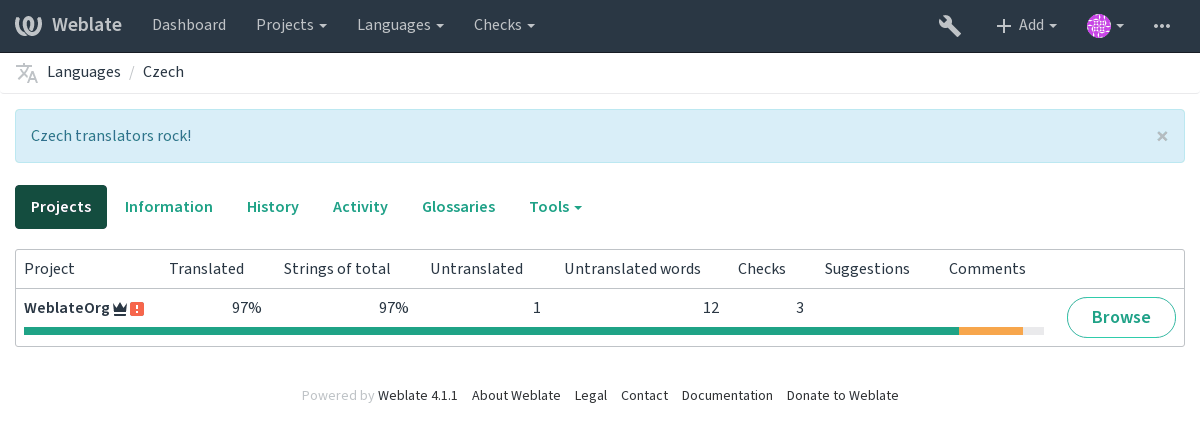 Weblate Dashboard Projects Languages Checks Add
Languages / Czech
Czech translators rock! ×
Projects Information History Activity Glossaries Tools
Project Translated Strings of total Untranslated Untranslated words Checks Suggestions Comments
WeblateOrg 97% 97% 1 12 3 Browse
Powered by Weblate 4.1.1 About Weblate Legal Contact Documentation Donate to Weblate